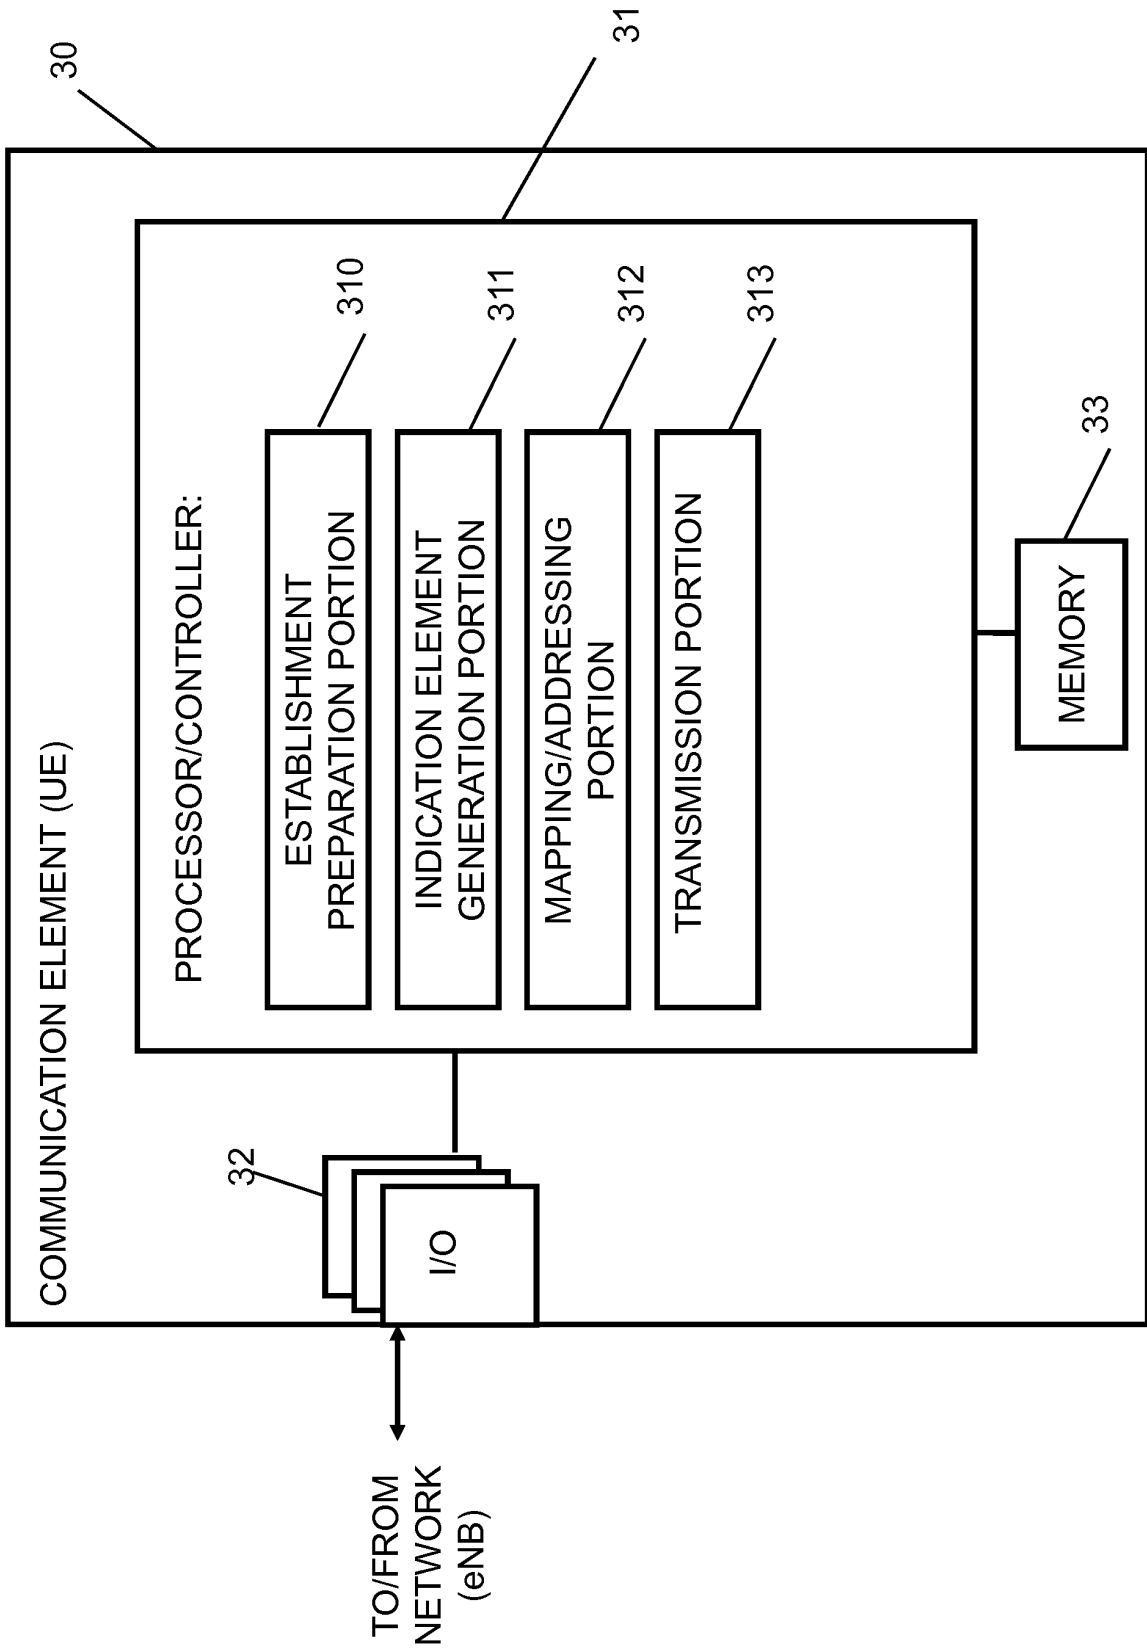 COMMUNICATION ELEMENT (UE)
30
PROCESSOR/CONTROLLER:
31
ESTABLISHMENT
PREPARATION PORTION
310
INDICATION ELEMENT
GENERATION PORTION
311
MAPPING/ADDRESSING
PORTION
312
TRANSMISSION PORTION
313
32
I/O
TO/FROM
NETWORK
(eNB)
MEMORY
33